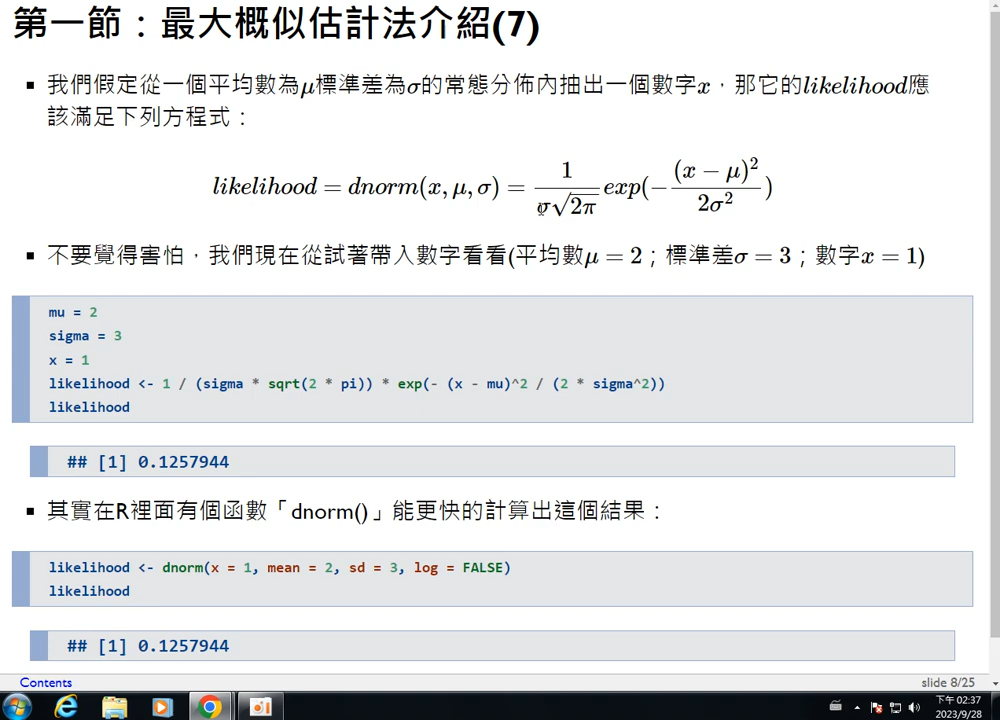 第一節：最大概似估計法介紹(7)
我們假定從一個平均數為μ標準差為σ的常態分佈內抽出一個數字x，那它的likelihood應
該滿足下列方程式：
likelihood = dnorm(x, μ, σ) = \frac{1}{σ\sqrt{2π}} exp(−\frac{(x − μ)^2}{2σ^2})
不要覺得害怕，我們現在從試著帶入數字看看(平均數μ = 2；標準差σ = 3；數字x = 1)
mu = 2
sigma = 3
x = 1
likelihood <- 1 / (sigma * sqrt(2 * pi)) * exp(- (x - mu)^2 / (2 * sigma^2))
likelihood
## [1] 0.1257944
其實在R裡面有個函數「dnorm()」能更快的計算出這個結果：
likelihood <- dnorm(x = 1, mean = 2, sd = 3, log = FALSE)
likelihood
## [1] 0.1257944
Contents
slide 8/25
下午 02:37
2023/9/28